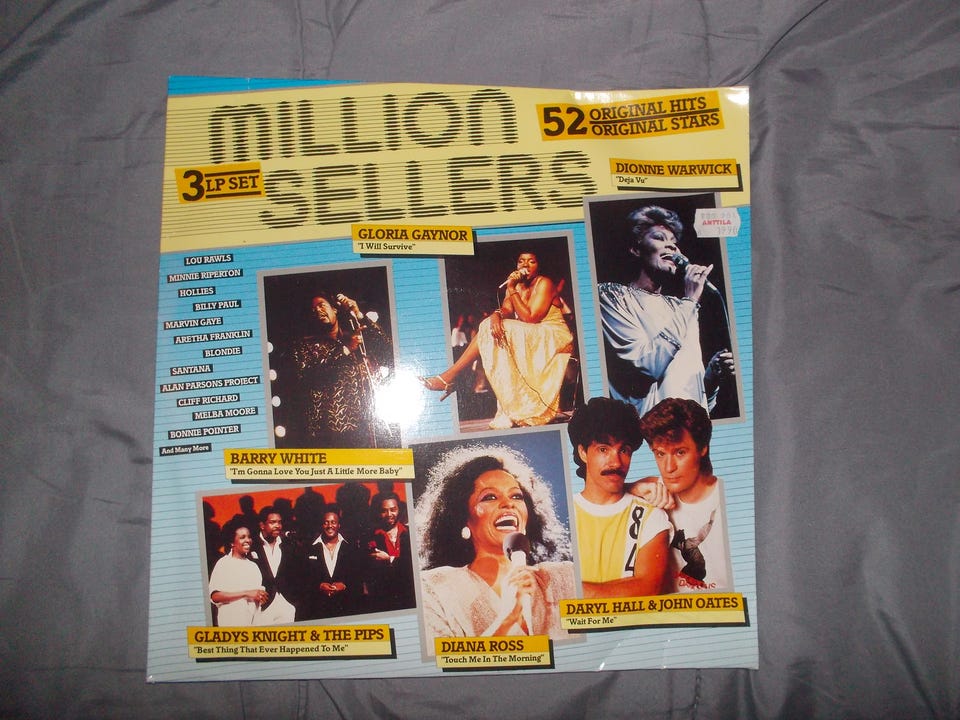 MILLION
SELLERS
3 LP SET
52 ORIGINAL HITS
ORIGINAL STARS
DIONNE WARWICK
"Deja Vu"
ANTTILA
GLORIA GAYNOR
"I Will Survive"
LOU RAWLS
MINNIE RIPERTON
HOLLIES
BILLY PAUL
MARVIN GAYE
ARETHA FRANKLIN
BLONDIE
SANTANA
ALAN PARSONS PROJECT
CLIFF RICHARD
MELBA MOORE
BONNIE POINTER
And Many More
BARRY WHITE
"I'm Gonna Love You Just A Little More Baby"
8
4
DARYL HALL & JOHN OATES
"Wait For Me"
GLADYS KNIGHT & THE PIPS
"Best Thing That Ever Happened To Me"
DIANA ROSS
"Touch Me In The Morning"